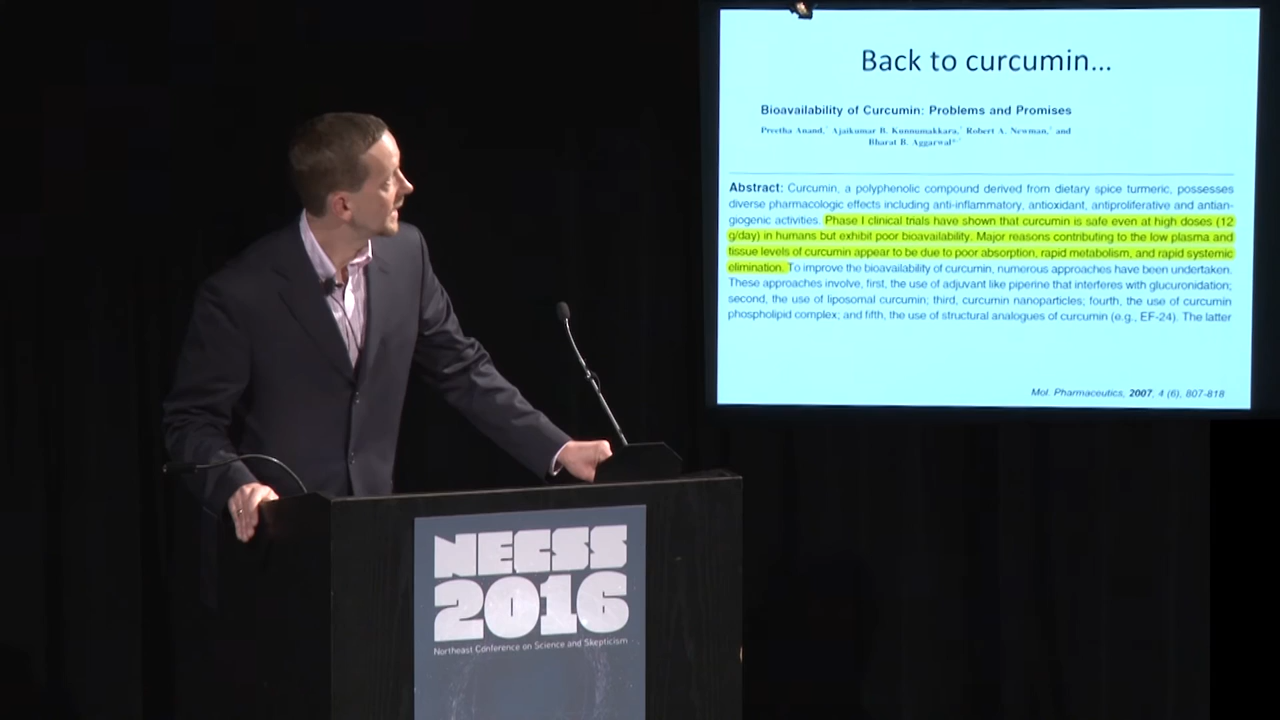 Back to curcumin...
Bioavailability of Curcumin: Problems and Promises
Preetha Anand, Ajaikumar B. Kunnumakkara, Robert A. Newman, and
Bharat B. Aggarwal*
Abstract: Curcumin, a polyphenolic compound derived from dietary spice turmeric, possesses
diverse pharmacologic effects including anti-inflammatory, antioxidant, antiproliferative and antian-
giogenic activities. Phase I clinical trials have shown that curcumin is safe even at high doses (12
g/day) in humans but exhibit poor bioavailability. Major reasons contributing to the low plasma and
tissue levels of curcumin appear to be due to poor absorption, rapid metabolism, and rapid systemic
elimination. To improve the bioavailability of curcumin, numerous approaches have been undertaken.
These approaches involve, first, the use of adjuvant like piperine that interferes with glucuronidation;
second, the use of liposomal curcumin; third, curcumin nanoparticles; fourth, the use of curcumin
phospholipid complex; and fifth, the use of structural analogues of curcumin (e.g., EF-24). The latter
Mol. Pharmaceutics, 2007, 4 (6), 807-818
NECSS
2016
Northeast Conference on Science and Skepticism